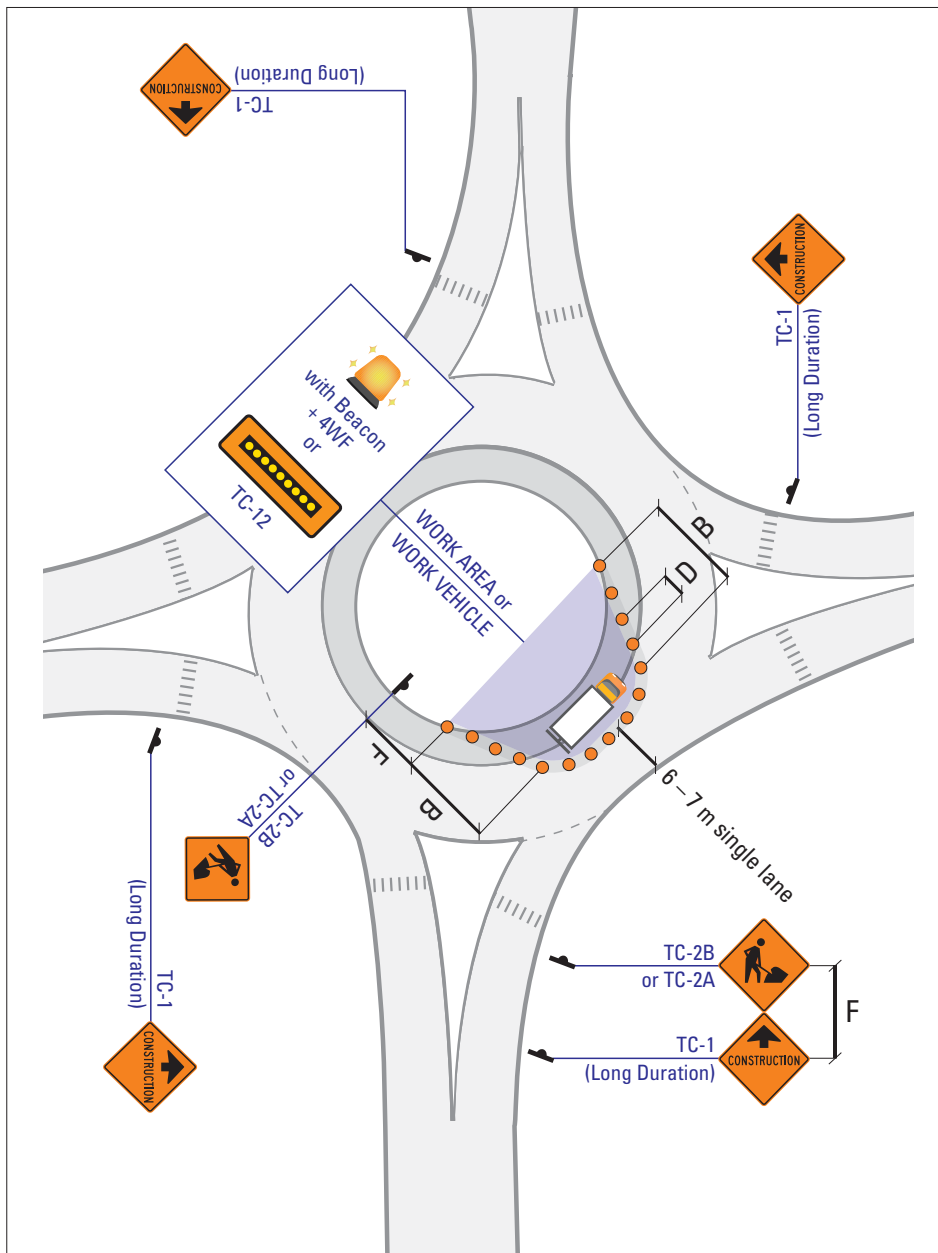 TC-1
(Long Duration)
CONSTRUCTION
CONSTRUCTION
TC-1
(Long Duration)
with Beacon
+ 4WF
or
TC-12
WORK AREA or
WORK VEHICLE
B
D
F
B
6 – 7 m single lane
TC-2B
or TC-2A
TC-1
(Long Duration)
CONSTRUCTION
TC-2B
or TC-2A
TC-1
(Long Duration)
CONSTRUCTION
F